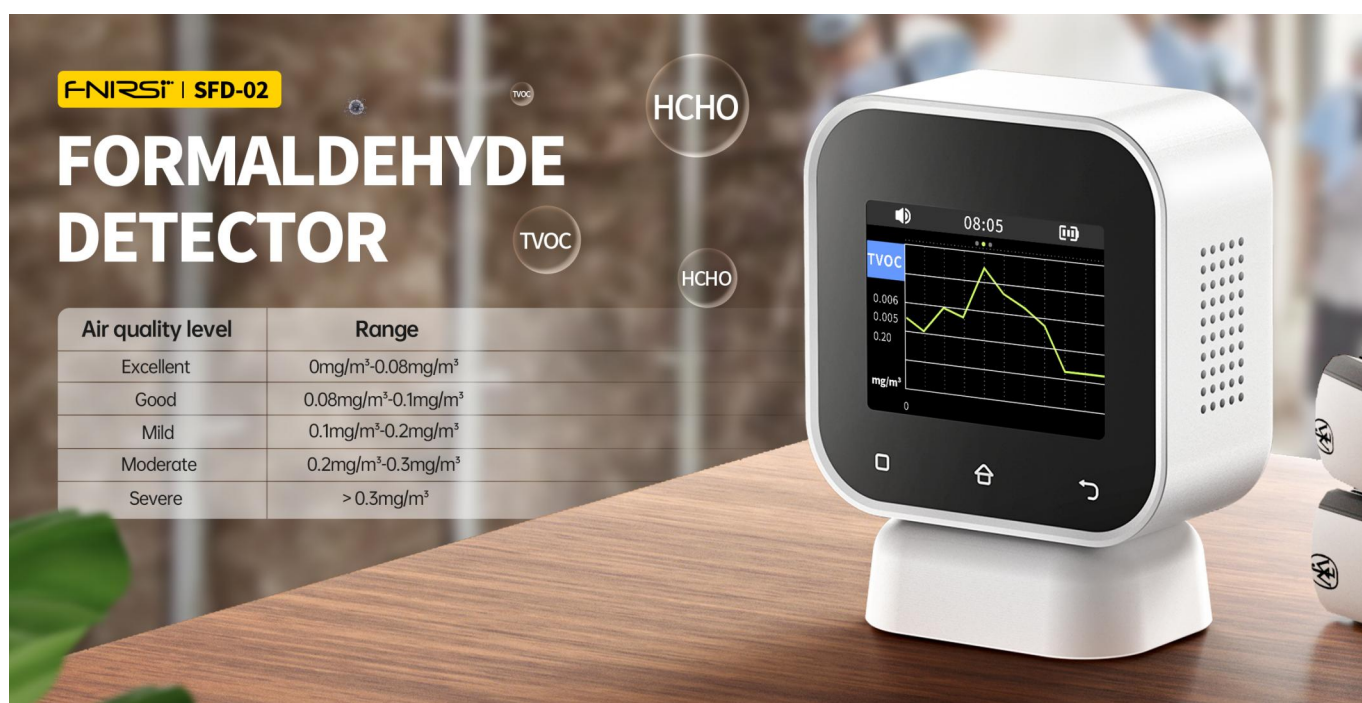 FNIRSI | SFD-02
FORMALDEHYDE
DETECTOR
TVOC
HCHO
TVOC
HCHO
Air quality level Range
Excellent 0mg/m³-0.08mg/m³
Good 0.08mg/m³-0.1mg/m³
Mild 0.1mg/m³-0.2mg/m³
Moderate 0.2mg/m³-0.3mg/m³
Severe > 0.3mg/m³
08:05
TVOC
0.006
0.005
0.20
mg/m³
0